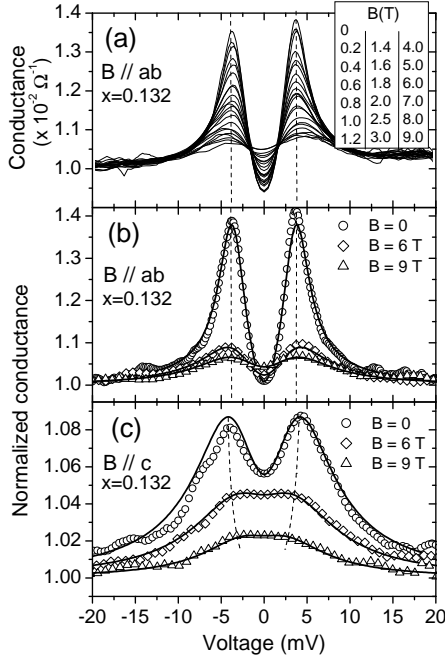 1.4
1.3
1.2
1.1
1.0
Conductance
(x 10⁻² Ω⁻¹)
(a)
B // ab
x=0.132
B(T)
0
0.2 1.4 4.0
0.4 1.6 5.0
0.6 1.8 6.0
0.8 2.0 7.0
1.0 2.5 8.0
1.2 3.0 9.0
1.4
1.3
1.2
1.1
1.0
(b)
B // ab
x=0.132
B = 0
B = 6 T
B = 9 T
Normalized conductance
1.08
1.06
1.04
1.02
1.00
(c)
B // c
x=0.132
B = 0
B = 6 T
B = 9 T
-20 -15 -10 -5 0 5 10 15 20
Voltage (mV)